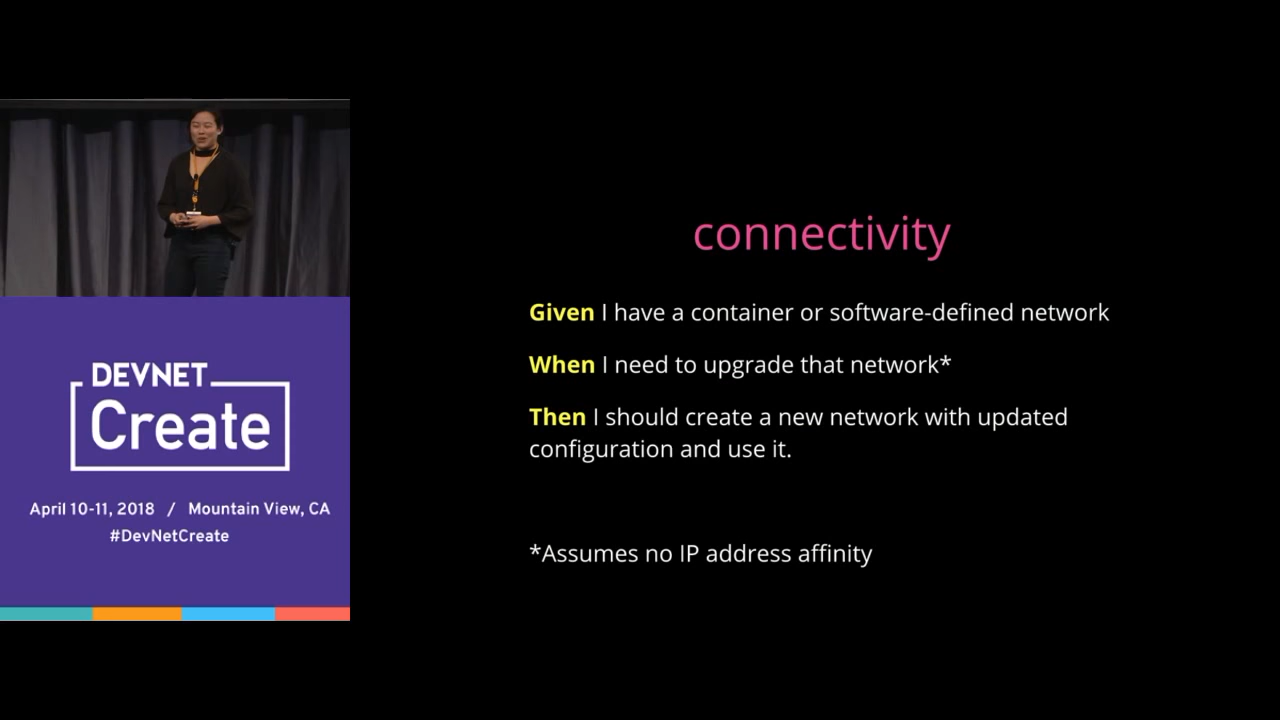 connectivity
Given I have a container or software-defined network
When I need to upgrade that network*
Then I should create a new network with updated
configuration and use it.
*Assumes no IP address affinity
DEVNET
Create
April 10-11, 2018 / Mountain View, CA
#DevNetCreate